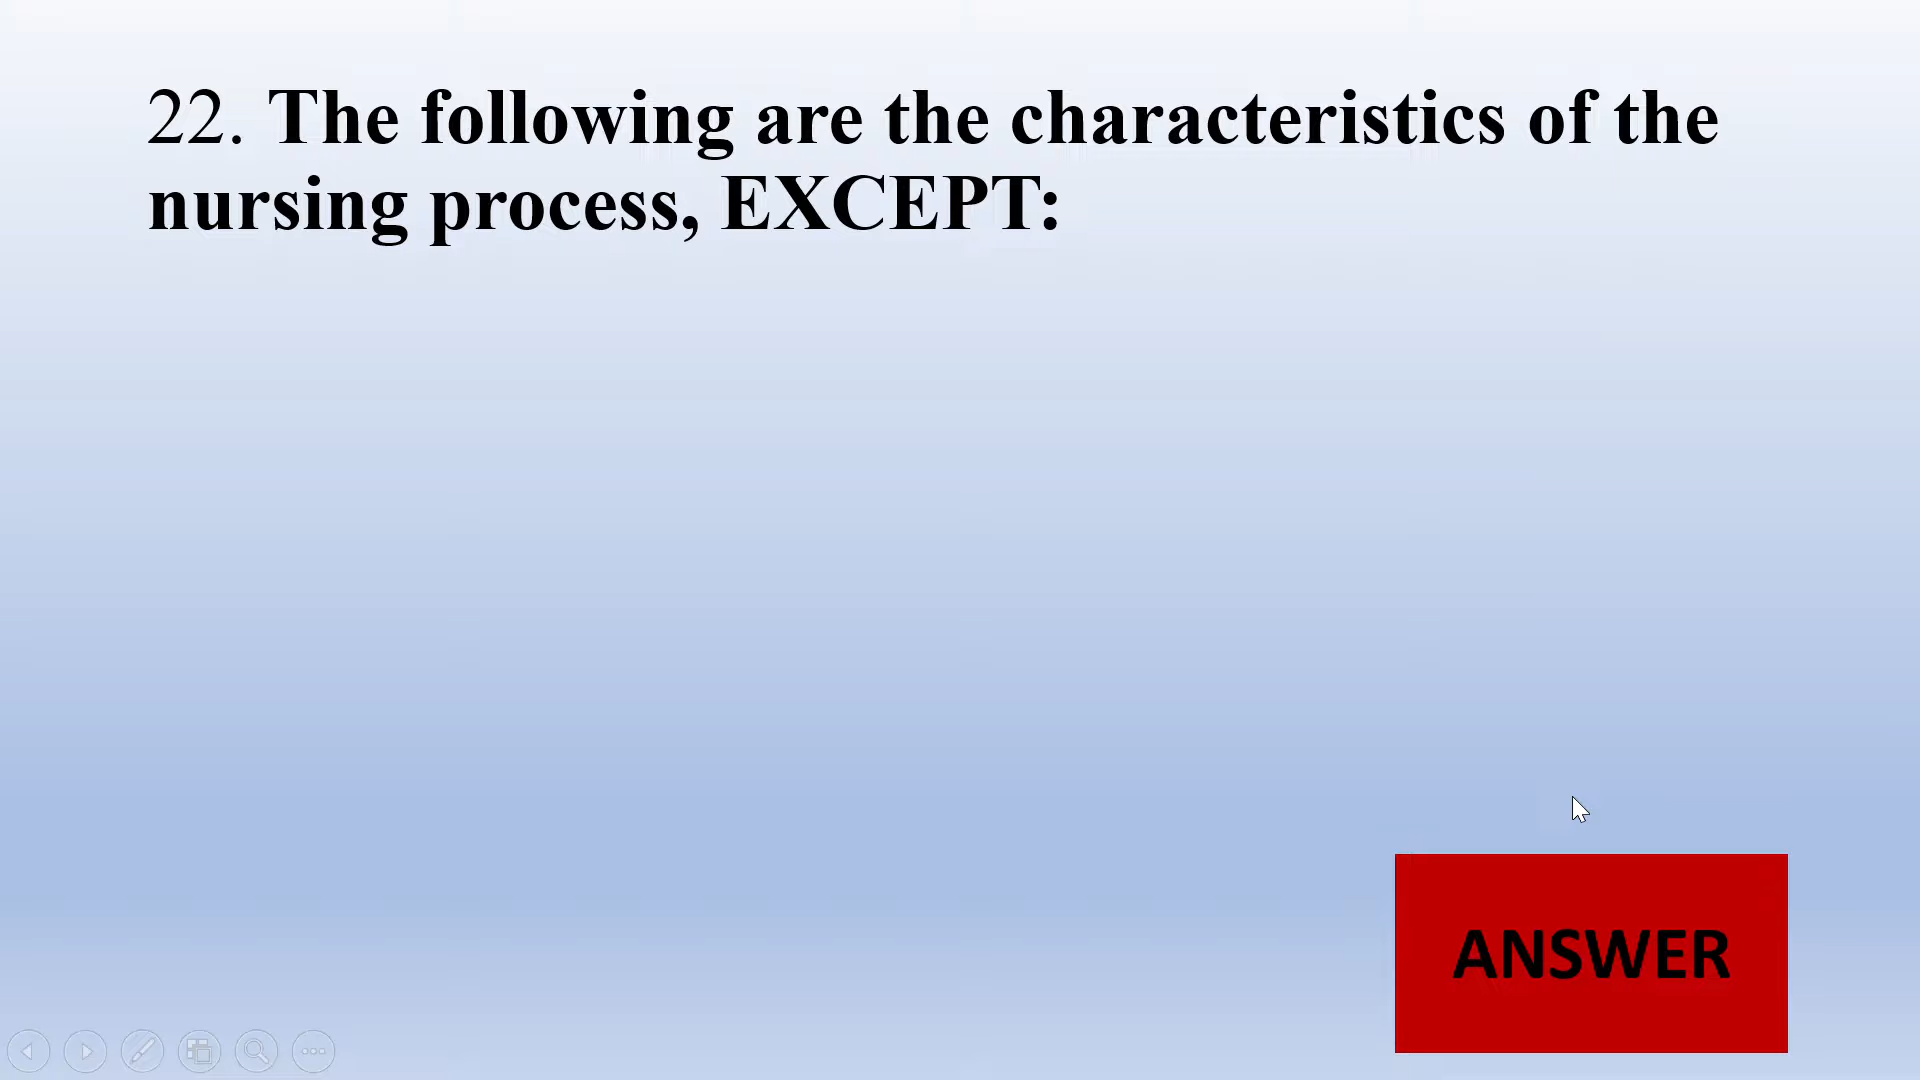 22. The following are the characteristics of the
nursing process, EXCEPT:
ANSWER